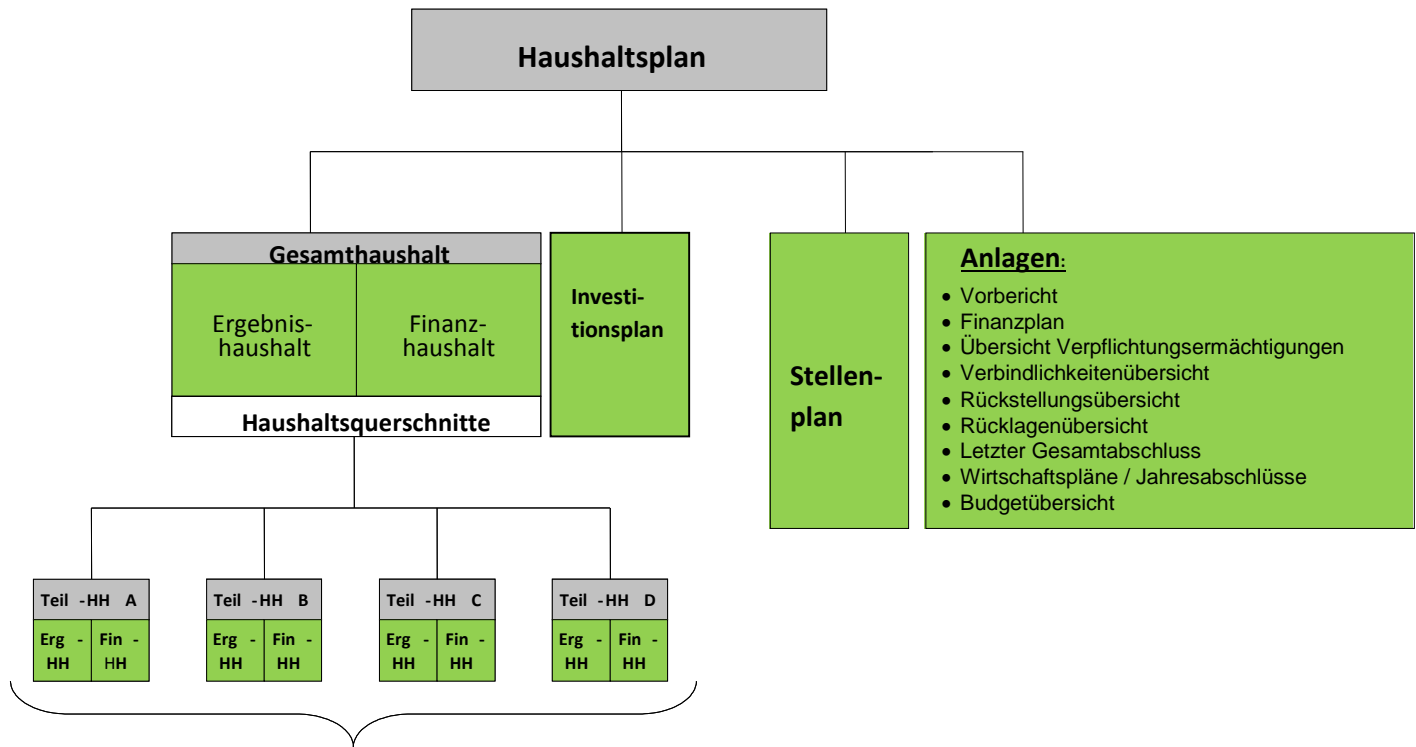 Haushaltsplan
Gesamthaushalt
Ergebnis-
haushalt
Finanz-
haushalt
Haushaltsquerschnitte
Investi-
tionsplan
Stellen-
plan
Anlagen:
• Vorbericht
• Finanzplan
• Übersicht Verpflichtungsermächtigungen
• Verbindlichkeitenübersicht
• Rückstellungsübersicht
• Rücklagenübersicht
• Letzter Gesamtabschluss
• Wirtschaftspläne / Jahresabschlüsse
• Budgetübersicht
Teil -HH A
Erg -
HH
Fin -
HH
Teil -HH B
Erg -
HH
Fin -
HH
Teil -HH C
Erg -
HH
Fin -
HH
Teil -HH D
Erg -
HH
Fin -
HH